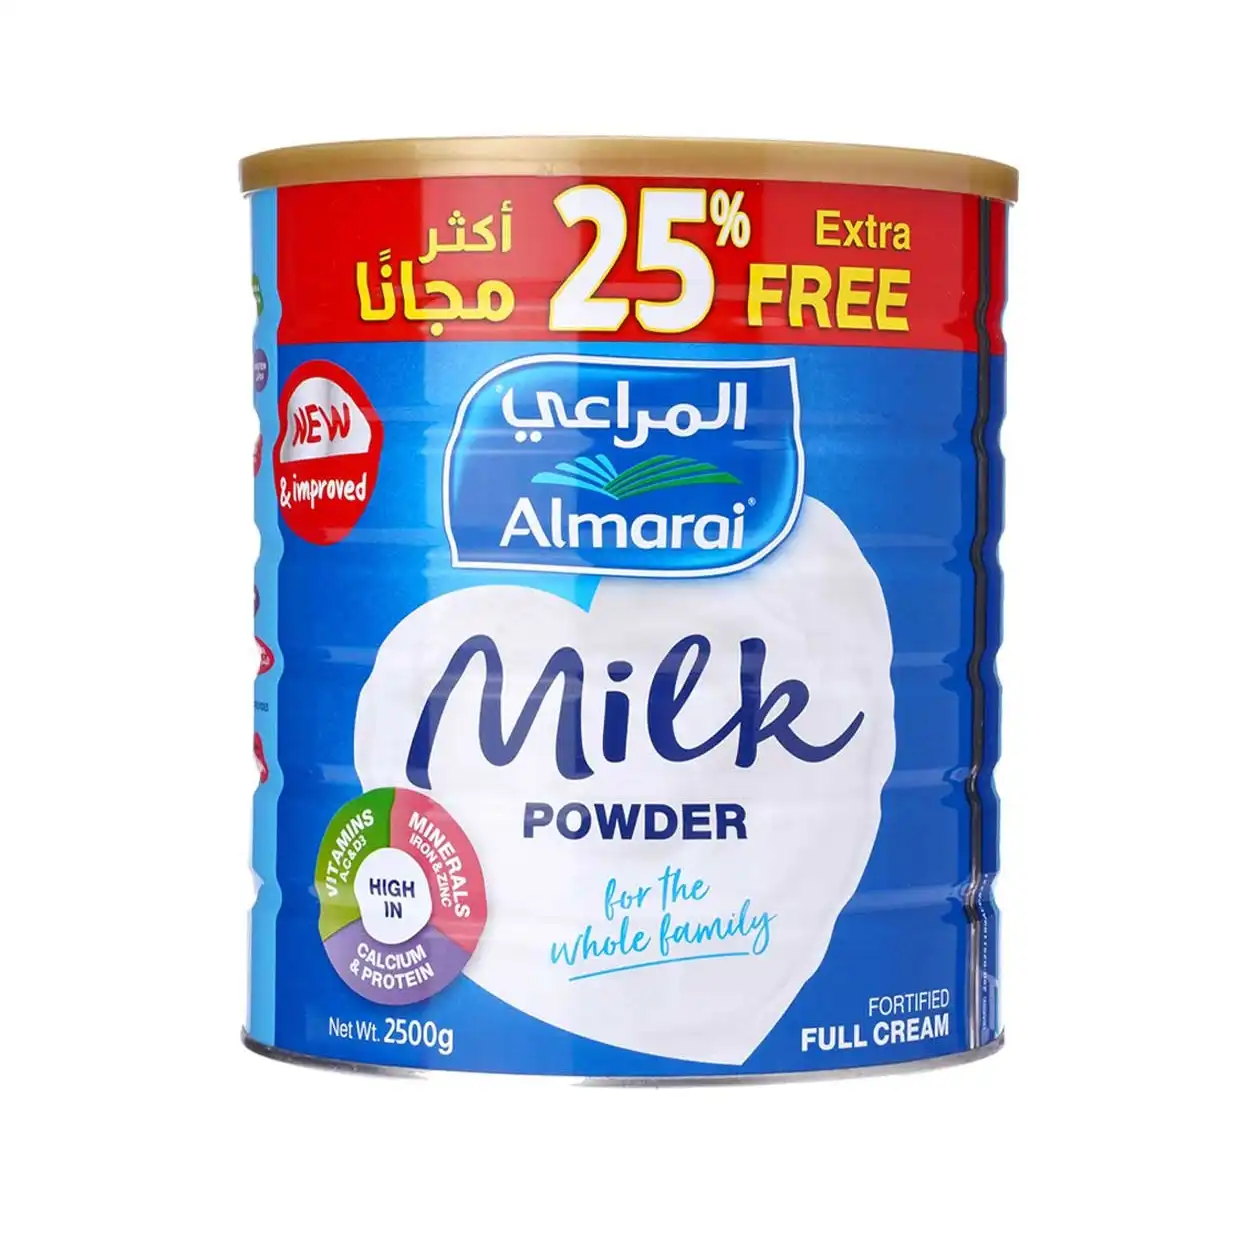 أكثر
مجانًا
25%
Extra
FREE
NEW
& improved
المراعي
Almarai
Milk
POWDER
for the
whole family
VITAMINS
A,C & D3
MINERALS
IRON & ZINC
HIGH
IN
CALCIUM
& PROTEIN
Net Wt. 2500g
FORTIFIED
FULL CREAM